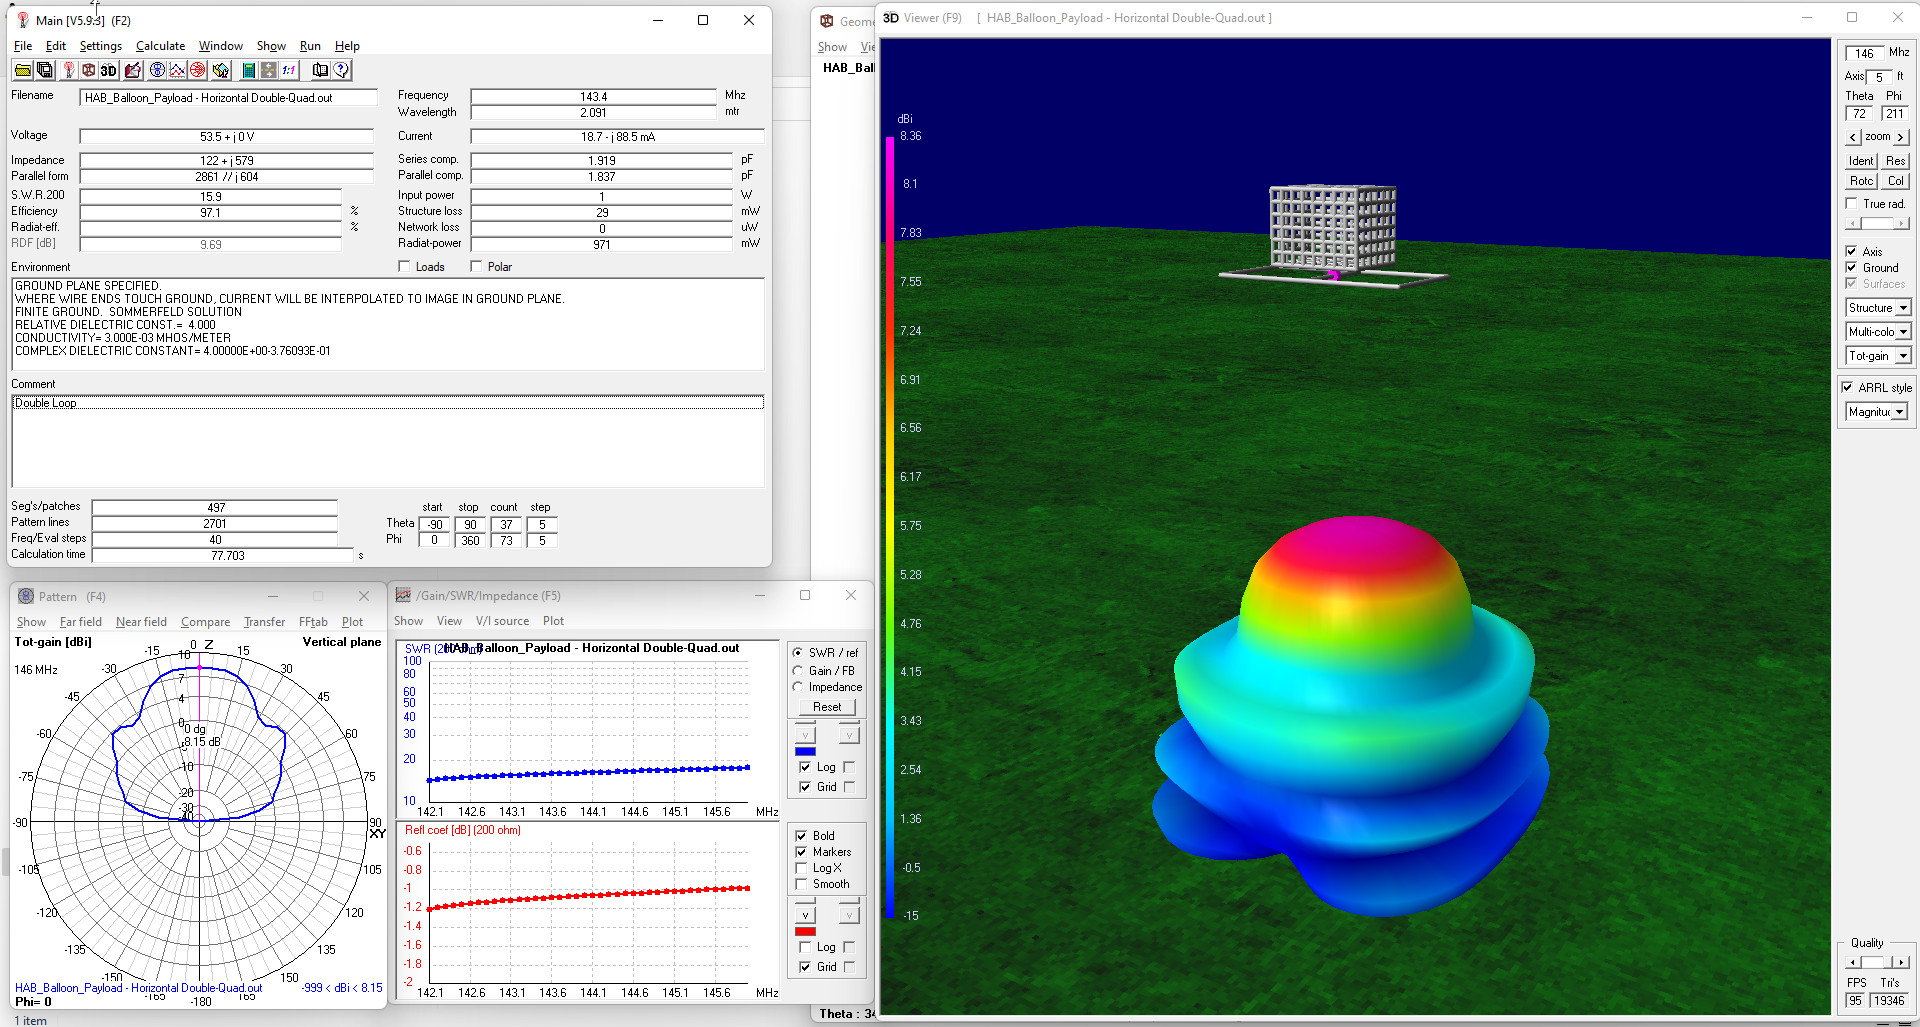 Main [V5.9.3] (F2)
File Edit Settings Calculate Window Show Run Help
3D 1:1
Filename HAB_Balloon_Payload - Horizontal Double-Quad.out
Frequency 143.4 Mhz
Wavelength 2.091 mtr
Voltage 53.5 + j 0 V
Current 18.7 - j 88.5 mA
Impedance 122 + j 579
Series comp. 1.919 pF
Parallel form 2861 // j 604
Parallel comp. 1.837 pF
S.W.R.200 15.9
Input power 1 W
Efficiency 97.1 %
Structure loss 29 mW
Radiat-eff. %
Network loss 0 uW
RDF [dB] 9.69
Radiat-power 971 mW
Environment
Loads Polar
GROUND PLANE SPECIFIED.
WHERE WIRE ENDS TOUCH GROUND, CURRENT WILL BE INTERPOLATED TO IMAGE IN GROUND PLANE.
FINITE GROUND. SOMMERFELD SOLUTION
RELATIVE DIELECTRIC CONST.= 4.000
CONDUCTIVITY= 3.000E-03 MHOS/METER
COMPLEX DIELECTRIC CONSTANT= 4.00000E+00-3.76093E-01
Comment
Double Loop
Seg's/patches 497
Pattern lines 2701
Freq/Eval steps 40
Calculation time 77.703 s
start stop count step
Theta -90 90 37 5
Phi 0 360 73 5
Pattern (F4)
Show Far field Near field Compare Transfer FFtab Plot
Tot-gain [dBi]
Vertical plane
146 MHz
0 Z
-15 15
-30 30
-45 45
-60 60
-75 75
-90 90
XY
-105 105
-120 120
-135 135
-150 150
-165 165
-180
10
7
4
0
0 dg
8.15 dB
-5
-10
-20
-30
-40
HAB_Balloon_Payload - Horizontal Double-Quad.out
-999 < dBi < 8.15
Phi= 0
1 item
/Gain/SWR/Impedance (F5)
Show View V/I source Plot
HAB_Balloon_Payload - Horizontal Double-Quad.out
100
80
60
50
40
30
20
10
142.1 142.6 143.1 143.6 144.1 144.6 145.1 145.6 MHz
Refl coef [dB] (200 ohm)
-0.6
-0.8
-1
-1.2
-1.4
-1.6
-1.8
-2
142.1 142.6 143.1 143.6 144.1 144.6 145.1 145.6 MHz
SWR / ref
Gain / FB
Impedance
Reset
v v
Log
Grid
Bold
Markers
Log X
Smooth
v v
Log
Grid
Show
HAB_Bal
Theta :
3D Viewer (F9) [ HAB_Balloon_Payload - Horizontal Double-Quad.out ]
dBi
8.36
8.1
7.83
7.55
7.24
6.91
6.56
6.17
5.75
5.28
4.76
4.15
3.43
2.54
1.36
-0.5
-15
146 Mhz
Axis 5 ft
Theta Phi
72 211
< zoom >
Ident Res
Rotc Col
True rad.
Axis
Ground
Surfaces
Structure
Multi-colo
Tot-gain
ARRL style
Magnituc
Quality
FPS Tri's
95 19346